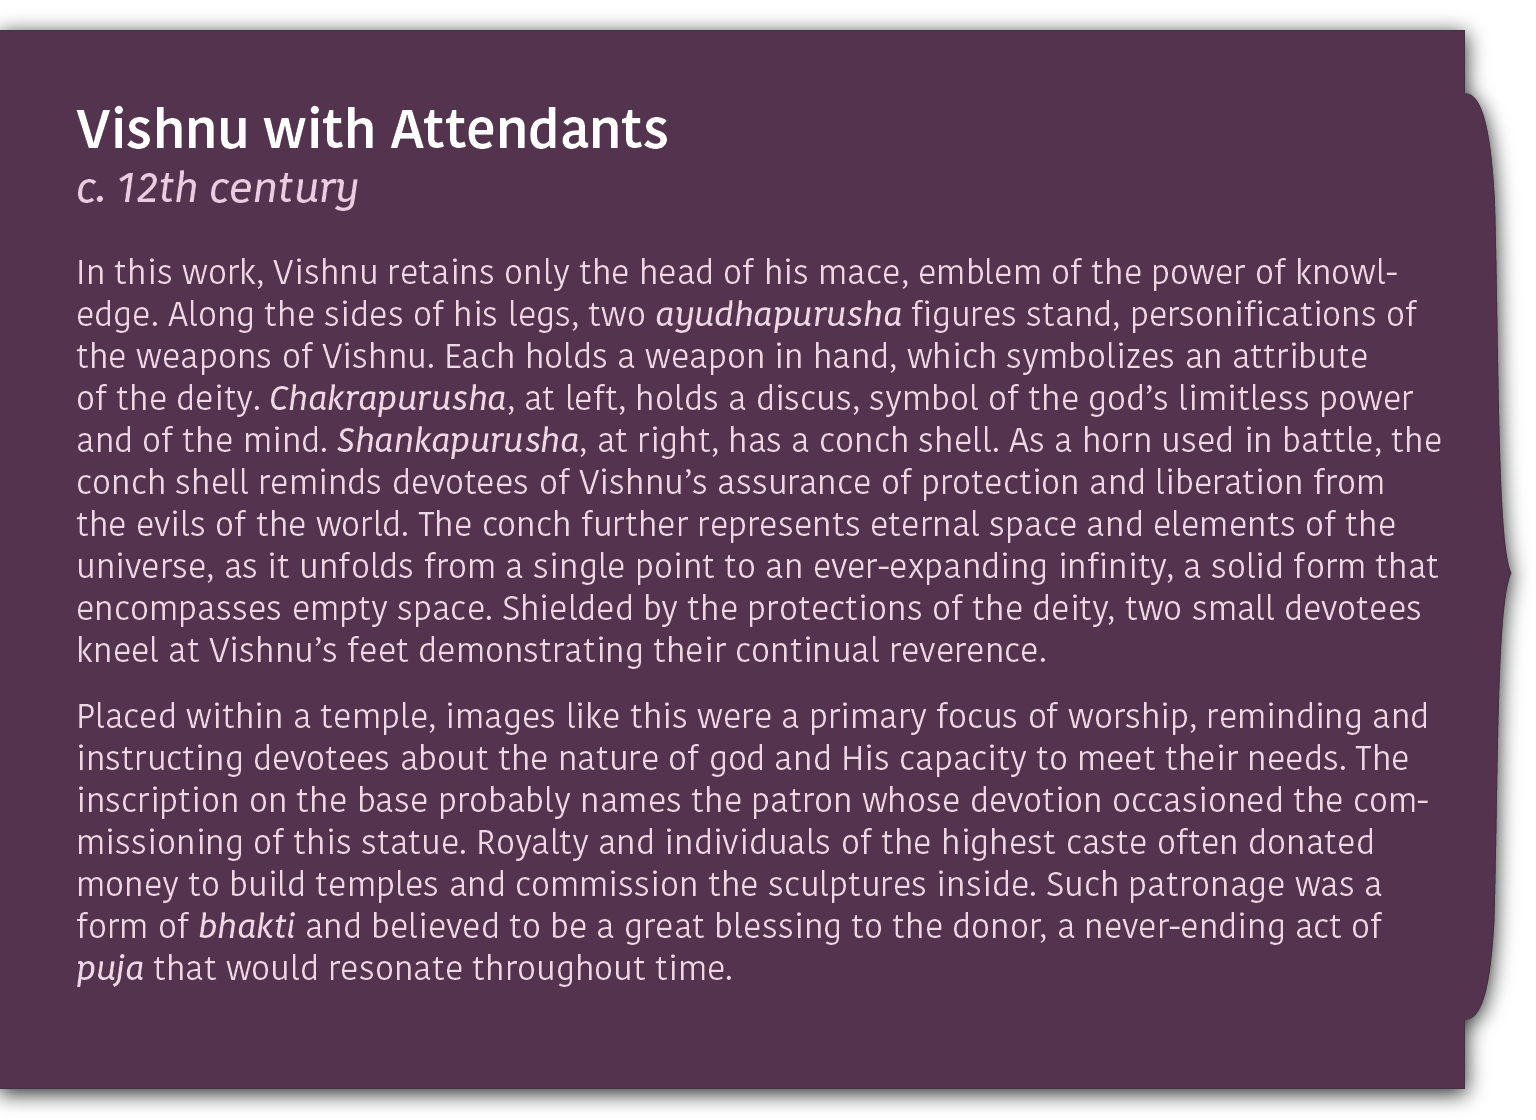 Vishnu with Attendants
c. 12th century
In this work, Vishnu retains only the head of his mace, emblem of the power of knowl-
edge. Along the sides of his legs, two ayudhapurusha figures stand, personifications of
the weapons of Vishnu. Each holds a weapon in hand, which symbolizes an attribute
of the deity. Chakrapurusha, at left, holds a discus, symbol of the god’s limitless power
and of the mind. Shankapurusha, at right, has a conch shell. As a horn used in battle, the
conch shell reminds devotees of Vishnu’s assurance of protection and liberation from
the evils of the world. The conch further represents eternal space and elements of the
universe, as it unfolds from a single point to an ever-expanding infinity, a solid form that
encompasses empty space. Shielded by the protections of the deity, two small devotees
kneel at Vishnu’s feet demonstrating their continual reverence.
Placed within a temple, images like this were a primary focus of worship, reminding and
instructing devotees about the nature of god and His capacity to meet their needs. The
inscription on the base probably names the patron whose devotion occasioned the com-
missioning of this statue. Royalty and individuals of the highest caste often donated
money to build temples and commission the sculptures inside. Such patronage was a
form of bhakti and believed to be a great blessing to the donor, a never-ending act of
puja that would resonate throughout time.